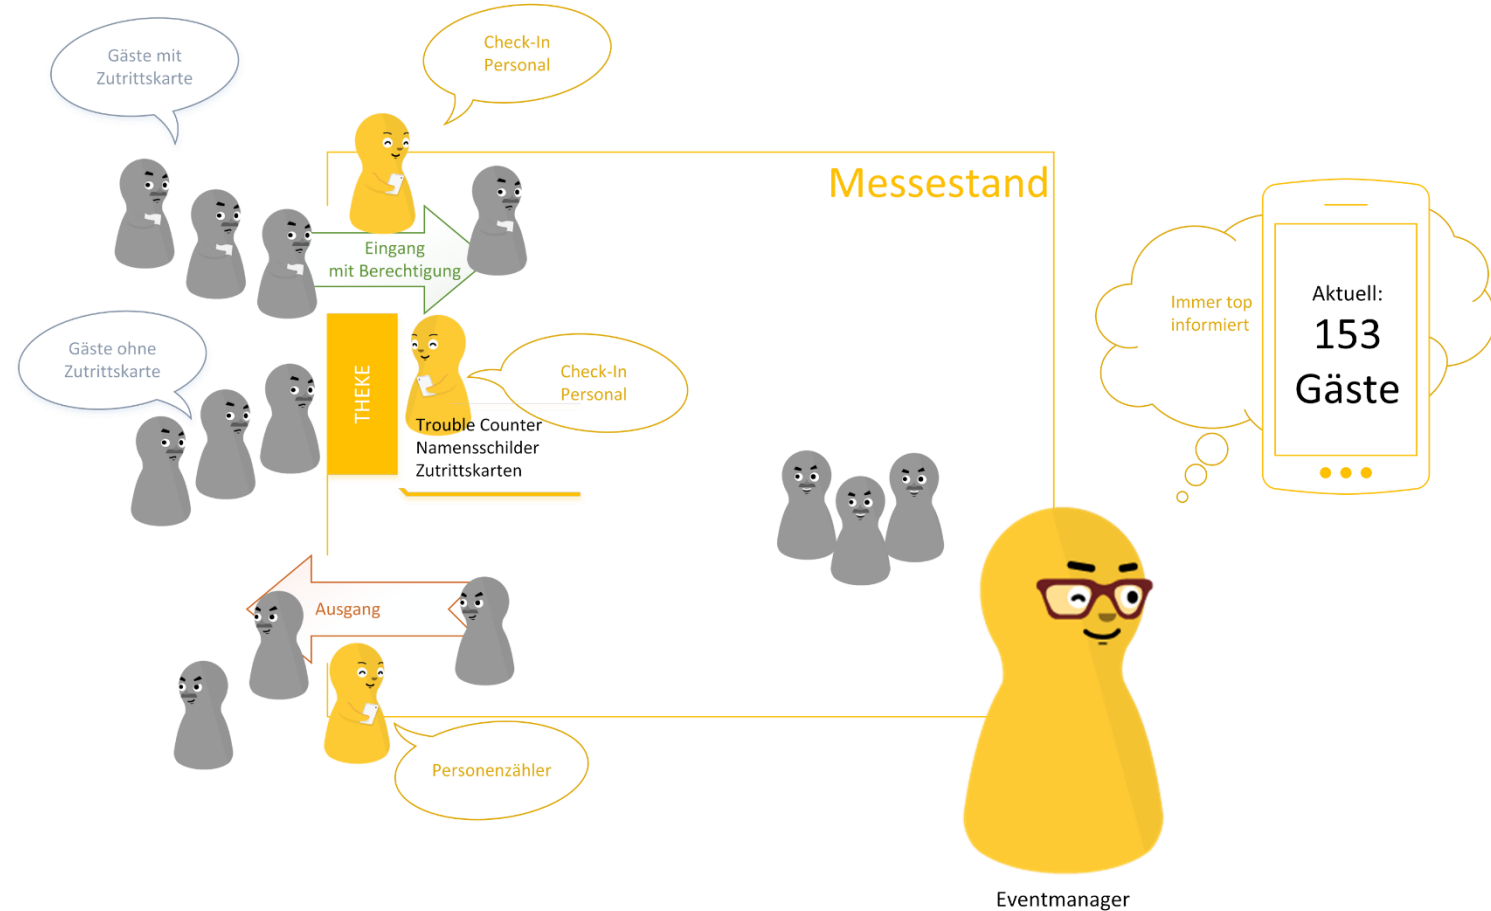 Gäste mit
Zutrittskarte
Check-In
Personal
Messestand
Eingang
mit Berechtigung
Immer top
informiert
Aktuell:
153
Gäste
Gäste ohne
Zutrittskarte
THEKE
Check-In
Personal
Trouble Counter
Namensschilder
Zutrittskarten
Ausgang
Personenzähler
Eventmanager